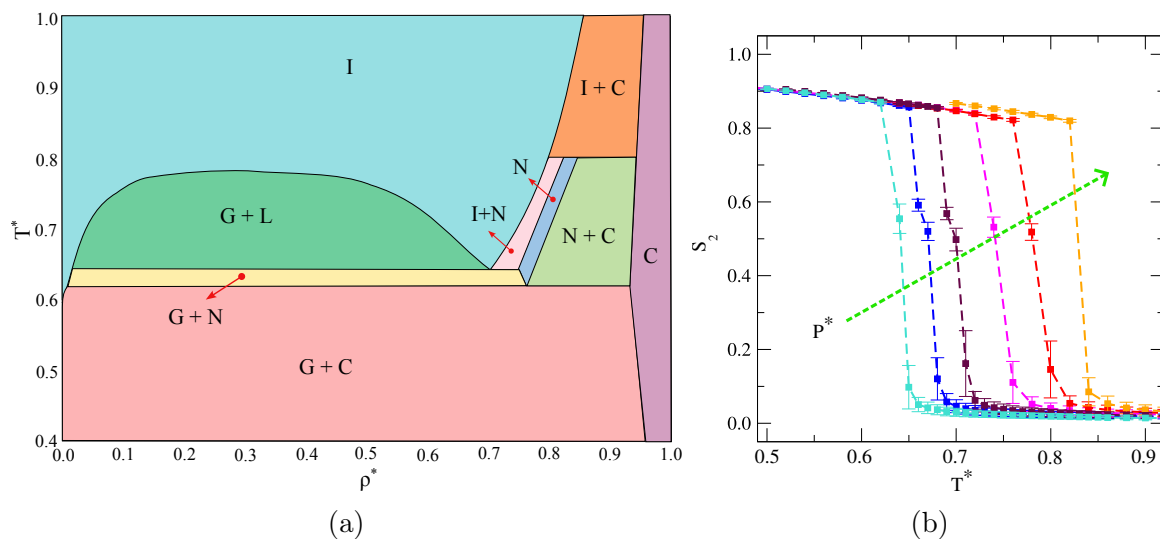 1.0
0.9
0.8
0.7
0.6
0.5
0.4
T*
I
I + C
G + L
N
I+N
N + C
C
G + N
G + C
0.0 0.1 0.2 0.3 0.4 0.5 0.6 0.7 0.8 0.9 1.0
ρ*
(a)
1.0
0.8
0.6
0.4
0.2
0.0
S2
P*
0.5 0.6 0.7 0.8 0.9
T*
(b)